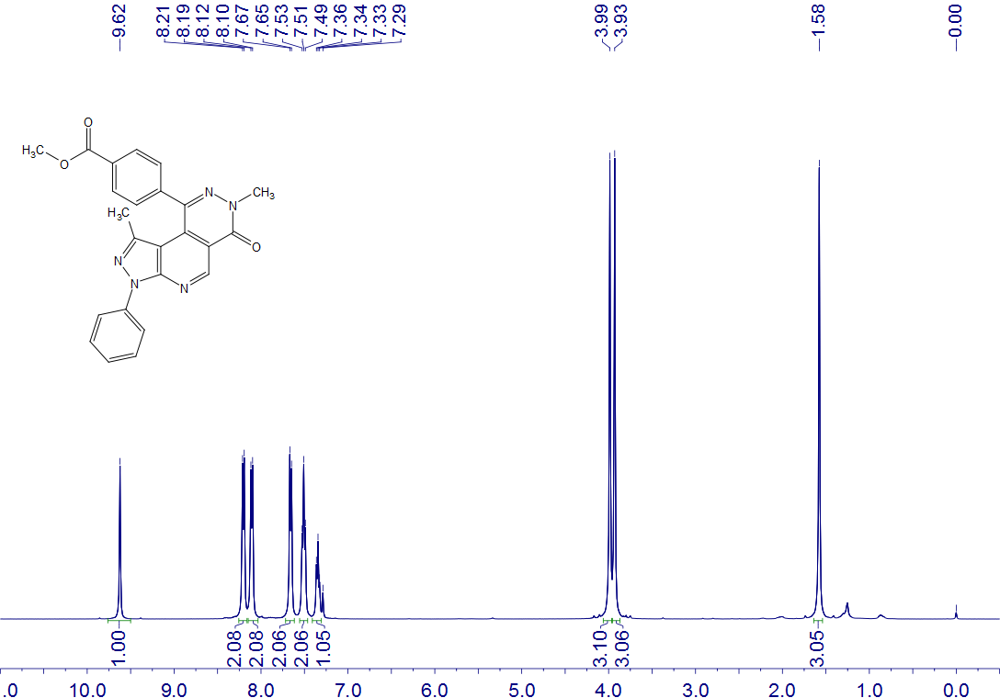 9.62
8.21
8.19
8.12
8.10
7.67
7.65
7.53
7.51
7.49
7.36
7.34
7.33
7.29
3.99
3.93
1.58
0.00
O
H₃C
O
N
N
CH₃
H₃C
O
N
N
N
1.00
2.08
2.08
2.06
2.06
1.05
3.10
3.06
3.05
.0 10.0 9.0 8.0 7.0 6.0 5.0 4.0 3.0 2.0 1.0 0.0